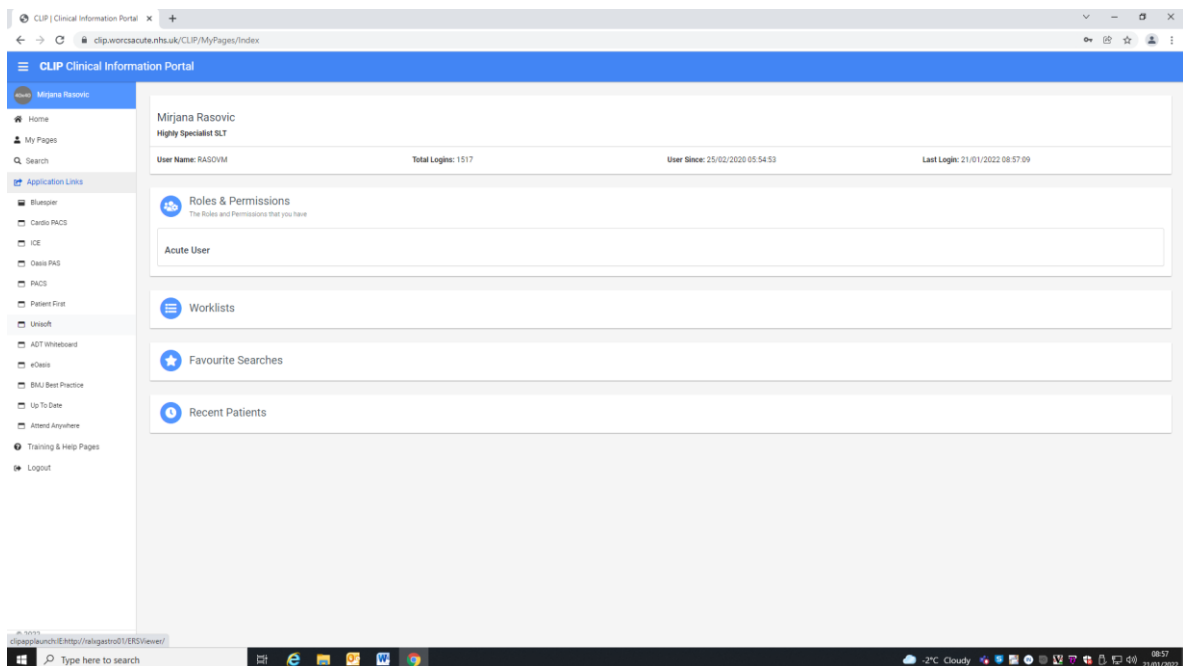 CLIP | Clinical Information Portal
clip.worcsacute.nhs.uk/CLIP/MyPages/Index
CLIP Clinical Information Portal
Mirjana Rasovic
Home
My Pages
Search
Application Links
Bluespier
Cardio PACS
ICE
Oasis PAS
PACS
Patient First
Unisoft
ADT Whiteboard
eOasis
BMJ Best Practice
Up To Date
Attend Anywhere
Training & Help Pages
Logout
Mirjana Rasovic
Highly Specialist SLT
User Name: RASOVM Total Logins: 1517 User Since: 25/02/2020 05:54:53 Last Login: 21/01/2022 08:57:09
Roles & Permissions
The Roles and Permissions that you have
Acute User
Worklists
Favourite Searches
Recent Patients
© 2022
Type here to search
-2°C Cloudy
08:57
21/01/2022